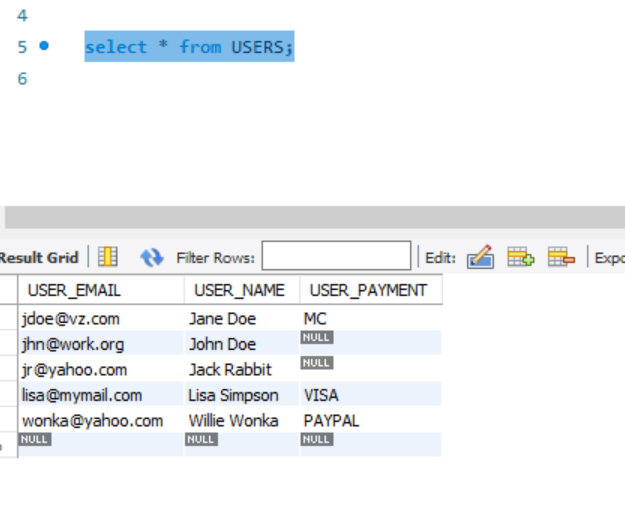 4
5 select * from USERS;
6
Result Grid Filter Rows: Edit:
USER_EMAIL USER_NAME USER_PAYMENT
jdoe@vz.com Jane Doe MC
jhn@work.org John Doe NULL
jr@yahoo.com Jack Rabbit NULL
lisa@mymail.com Lisa Simpson VISA
wonka@yahoo.com Willie Wonka PAYPAL
NULL NULL NULL